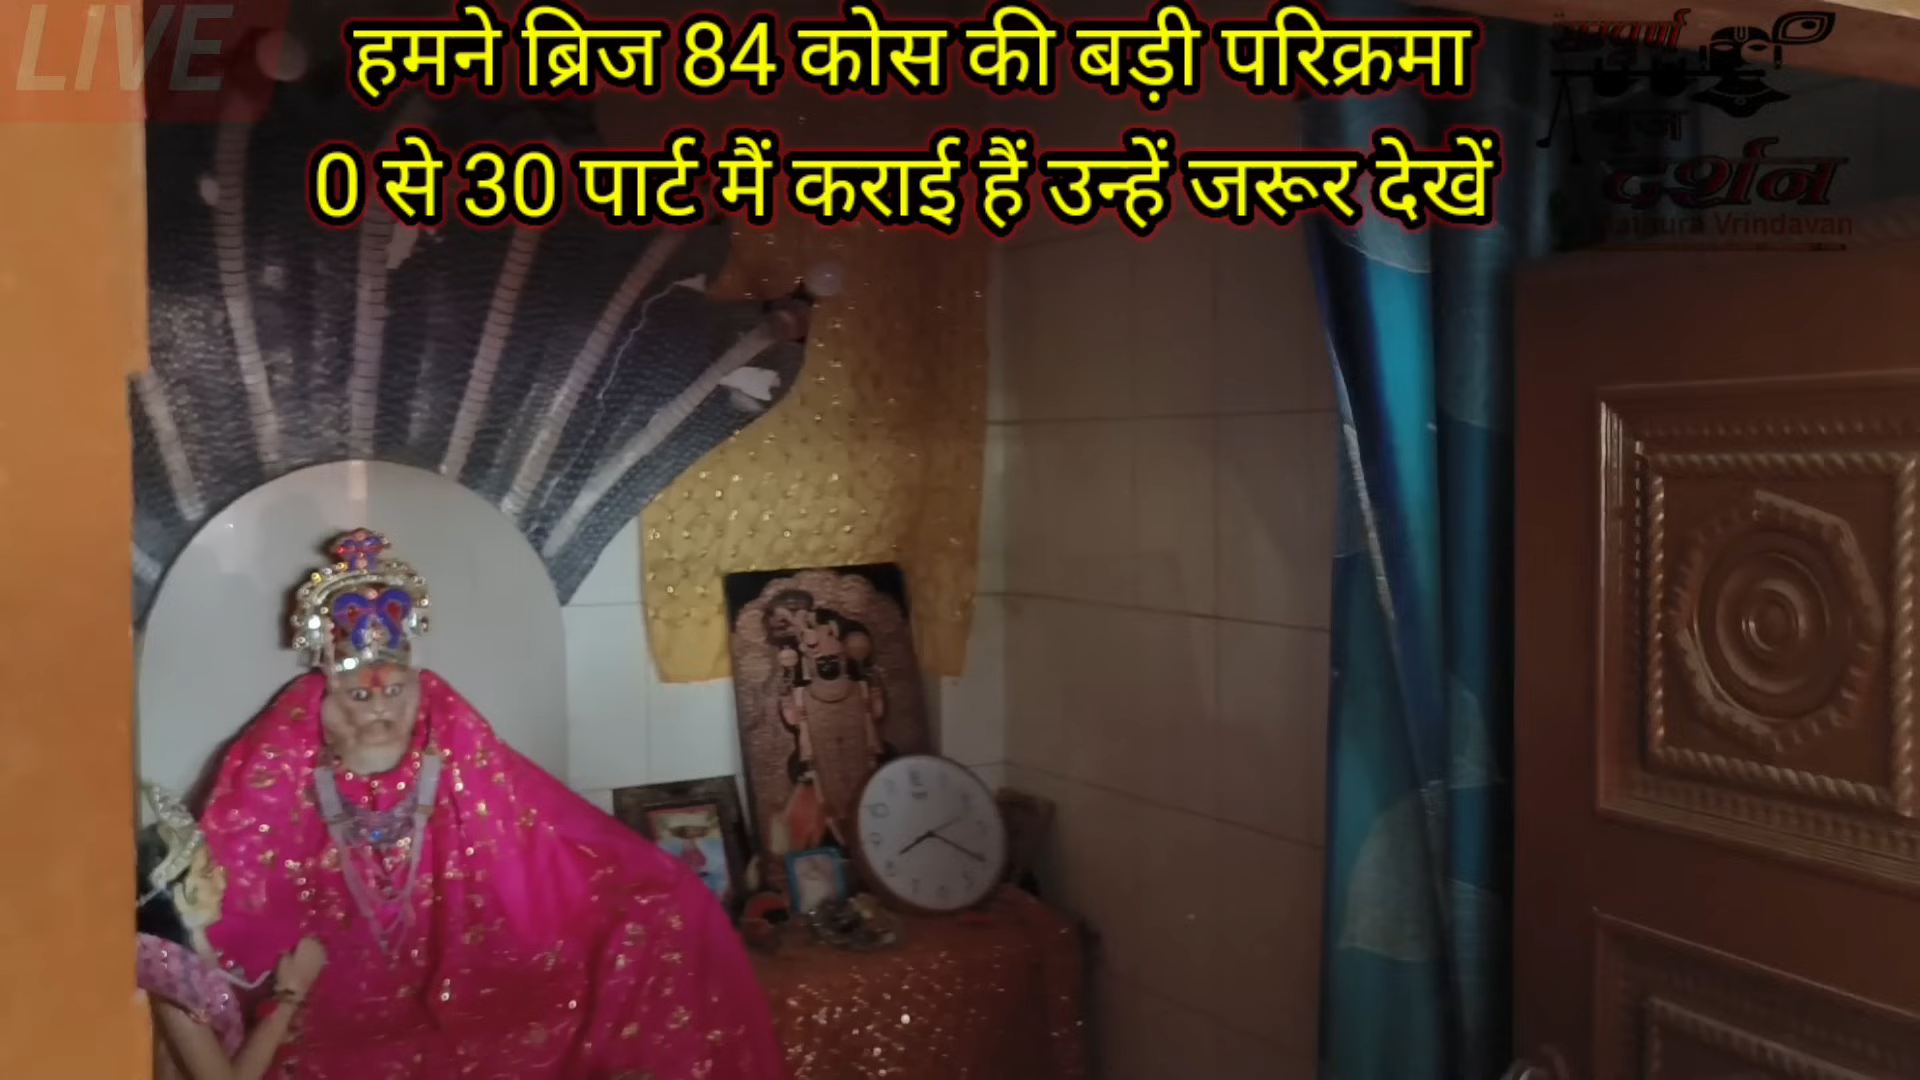 LIVE
हमने ब्रिज 84 कोस की बड़ी परिक्रमा
0 से 30 पार्ट मैं कराई हैं उन्हें जरूर देखें
दर्शन
Vrindavan